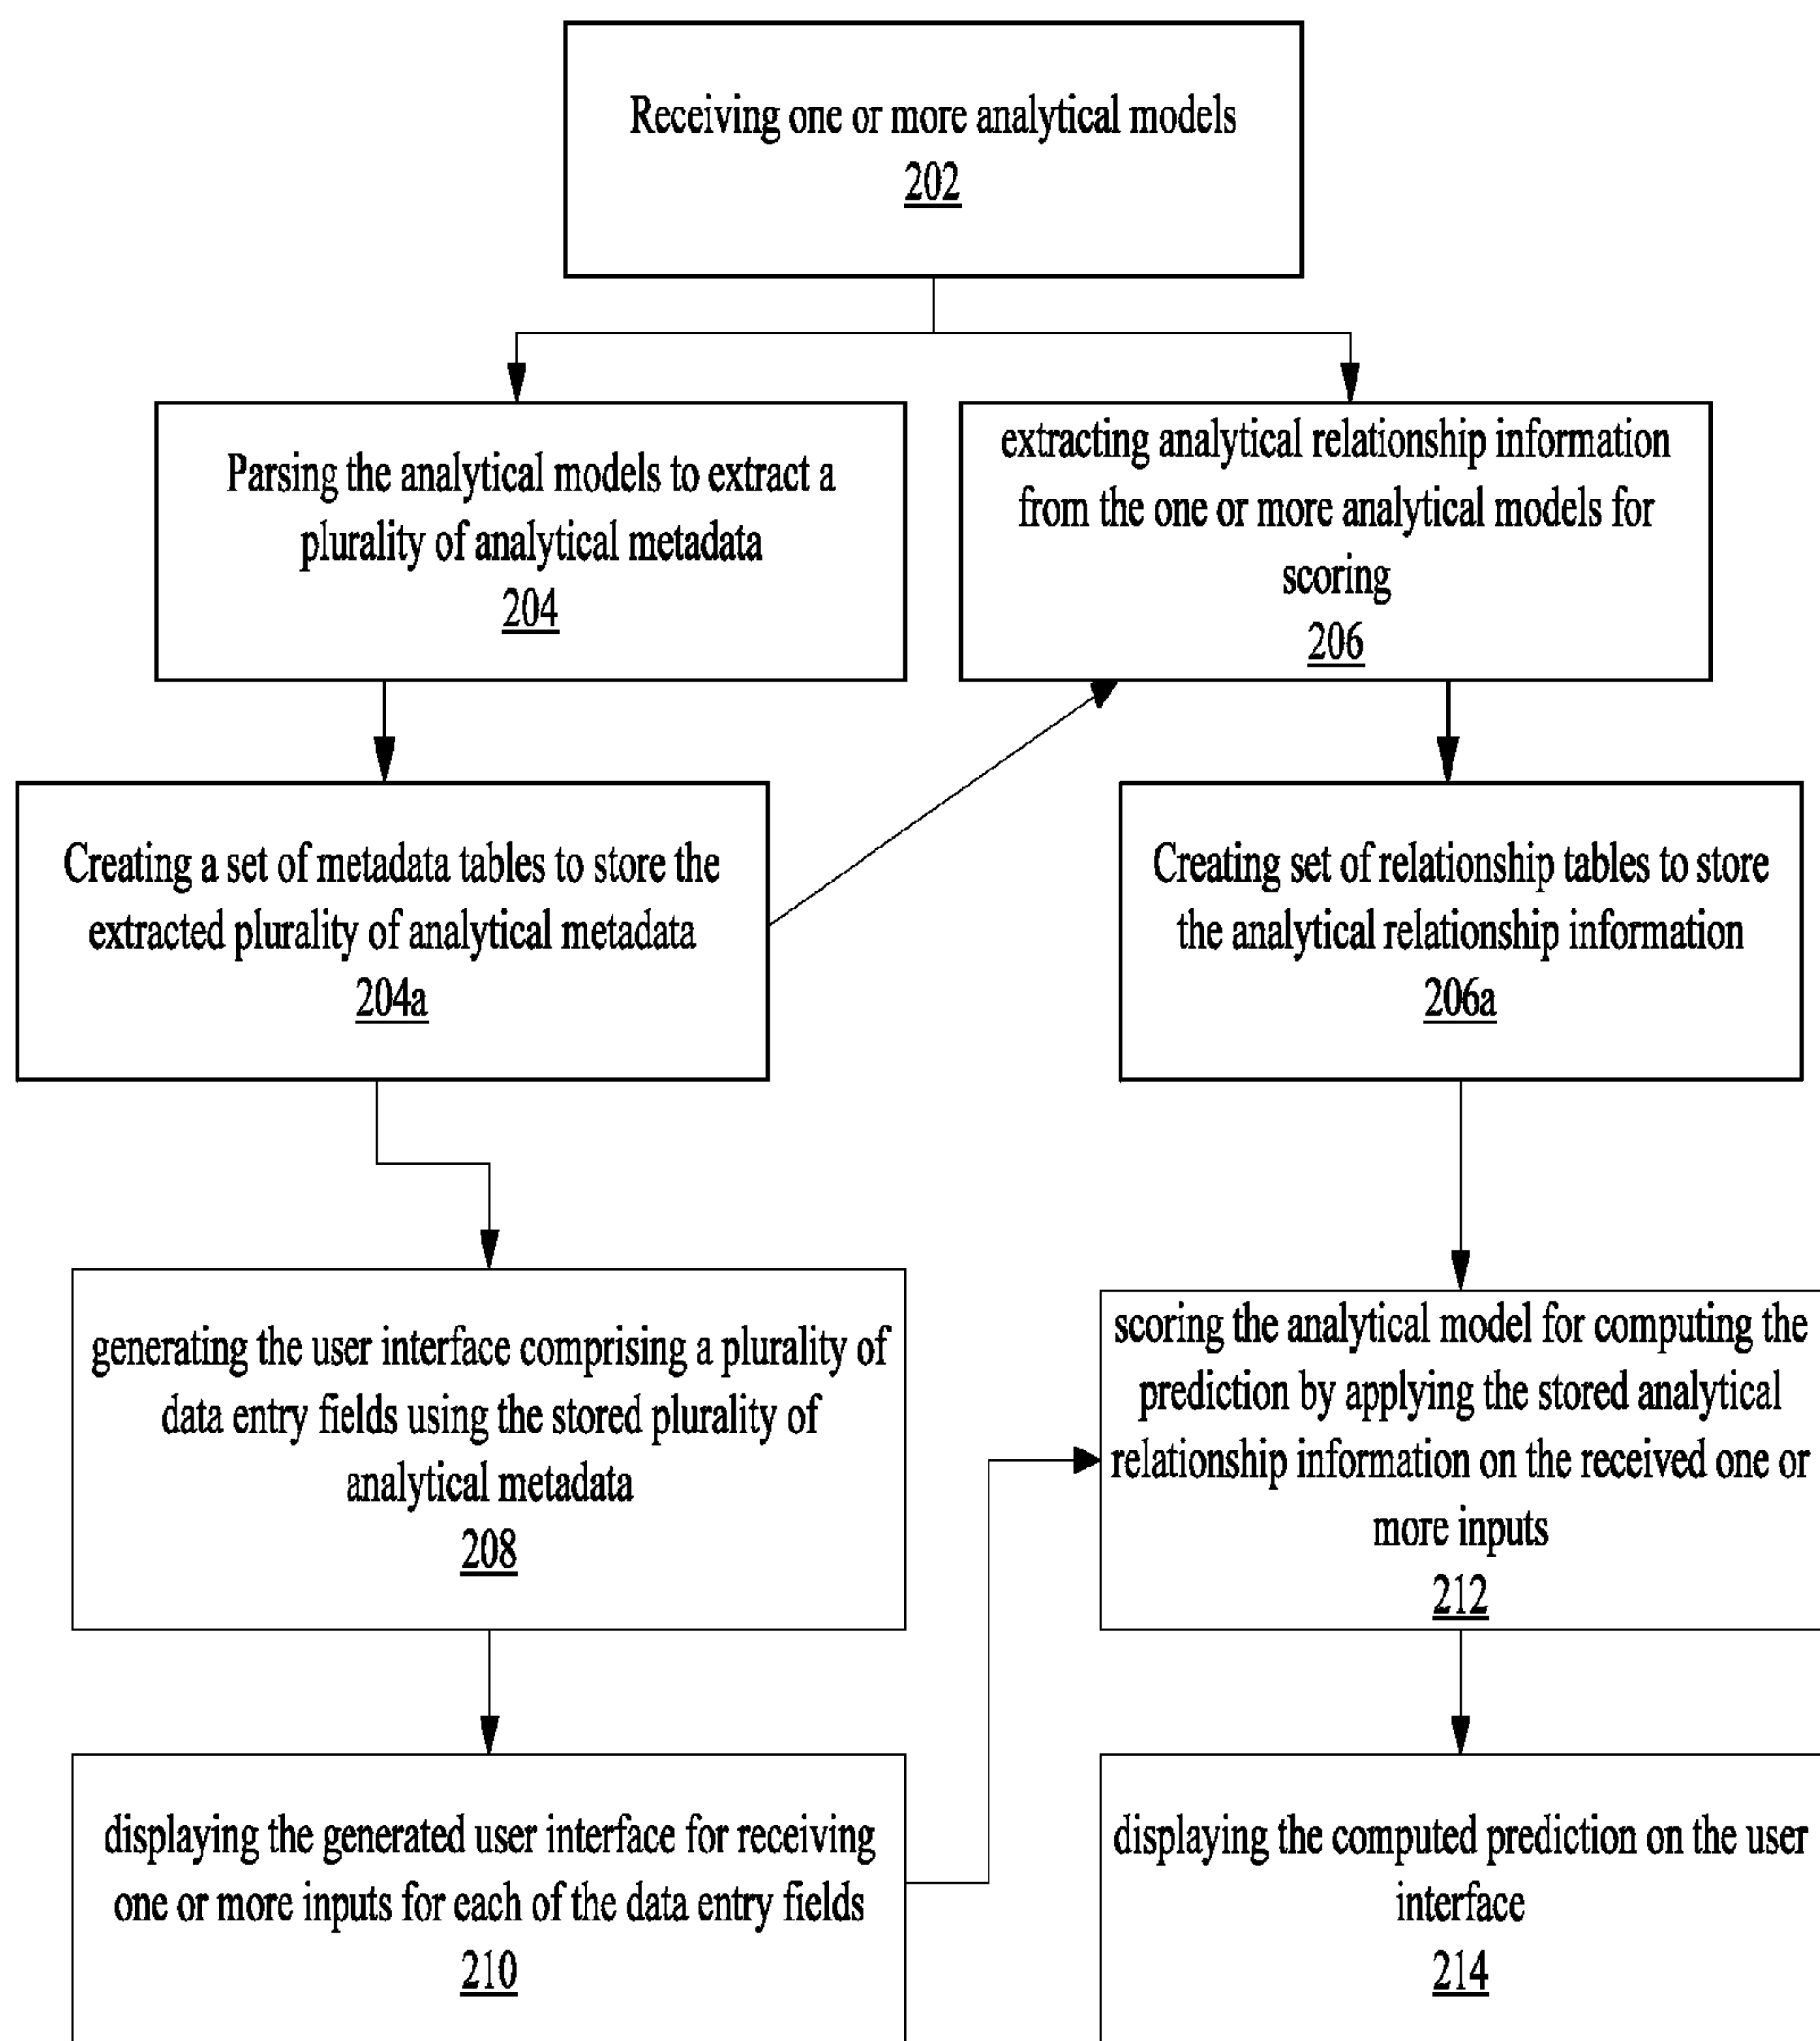 Receiving one or more analytical models
202
Parsing the analytical models to extract a
plurality of analytical metadata
204
extracting analytical relationship information
from the one or more analytical models for
scoring
206
Creating a set of metadata tables to store the
extracted plurality of analytical metadata
204a
Creating set of relationship tables to store
the analytical relationship information
206a
generating the user interface comprising a plurality of
data entry fields using the stored plurality of
analytical metadata
208
scoring the analytical model for computing the
prediction by applying the stored analytical
relationship information on the received one or
more inputs
212
displaying the generated user interface for receiving
one or more inputs for each of the data entry fields
210
displaying the computed prediction on the user
interface
214